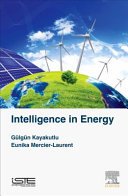 Intelligence in Energy
Gülgün Kayakutlu
Eunika Mercier-Laurent
iSTE
ELSEVIER